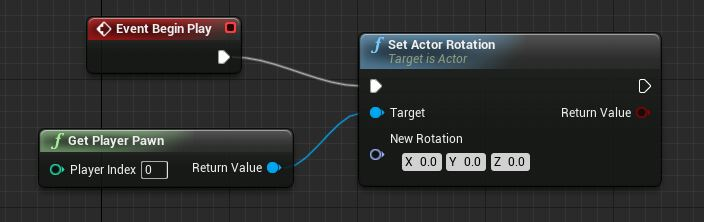 Event Begin Play
f Set Actor Rotation
Target is Actor
Target Return Value
New Rotation
X 0.0 Y 0.0 Z 0.0
f Get Player Pawn
Player Index 0 Return Value